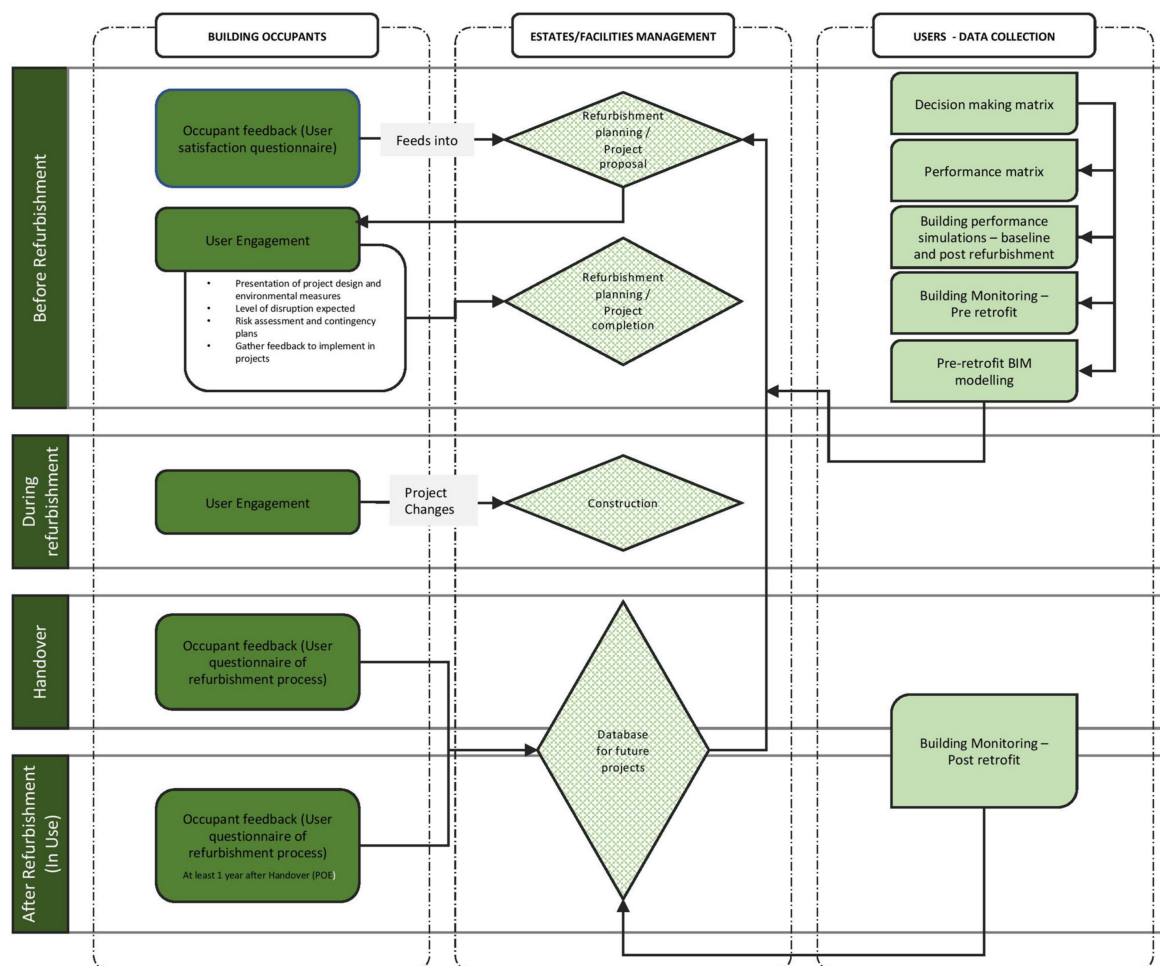 BUILDING OCCUPANTS
ESTATES/FACILITIES MANAGEMENT
USERS - DATA COLLECTION
Before Refurbishment
Occupant feedback (User
satisfaction questionnaire)
Feeds into
Refurbishment
planning /
Project
proposal
Decision making matrix
Performance matrix
User Engagement
• Presentation of project design and
environmental measures
• Level of disruption expected
• Risk assessment and contingency
plans
• Gather feedback to implement in
projects
Refurbishment
planning /
Project
completion
Building performance
simulations – baseline
and post refurbishment
Building Monitoring –
Pre retrofit
Pre-retrofit BIM
modelling
During
refurbishment
User Engagement
Project
Changes
Construction
Handover
Occupant feedback (User
questionnaire of
refurbishment process)
Database
for future
projects
Building Monitoring –
Post retrofit
After Refurbishment
(In Use)
Occupant feedback (User
questionnaire of
refurbishment process)
At least 1 year after Handover (POE)